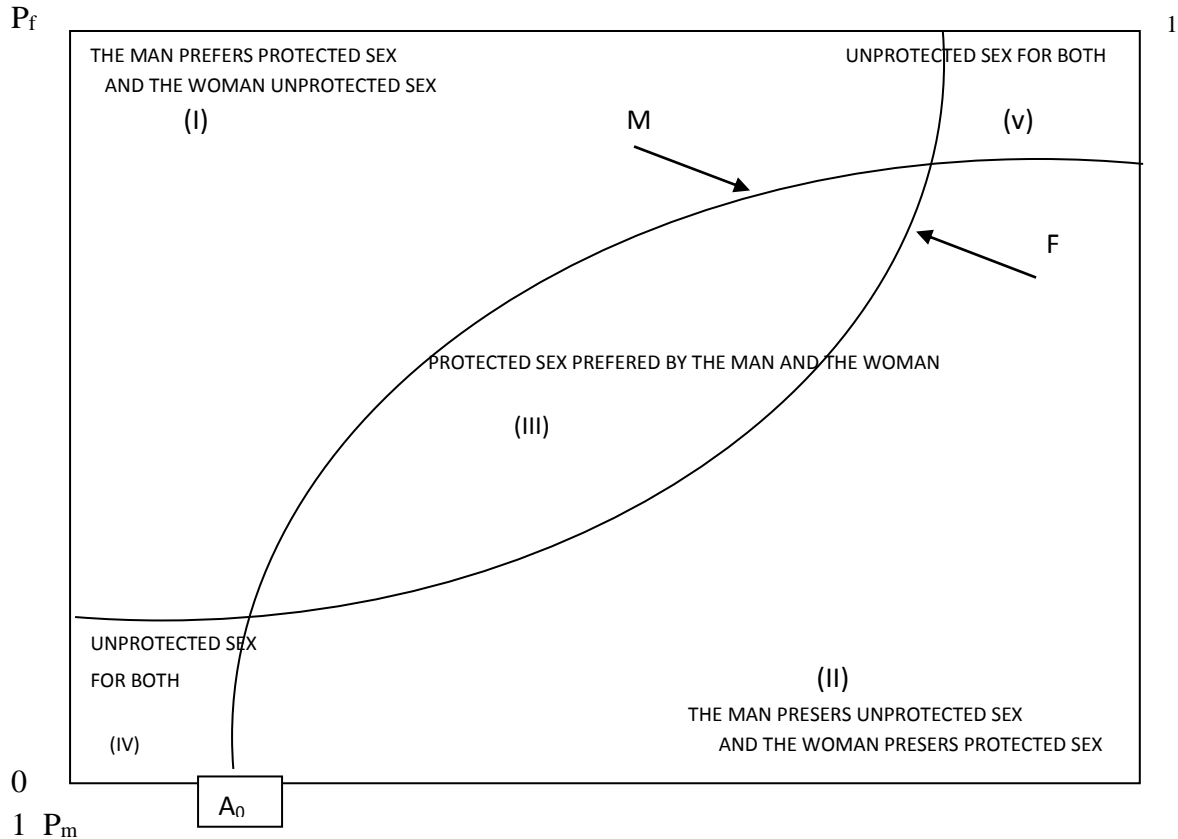 Pf
1
THE MAN PREFERS PROTECTED SEX
AND THE WOMAN UNPROTECTED SEX
(I)
UNPROTECTED SEX FOR BOTH
(v)
M
F
PROTECTED SEX PREFERED BY THE MAN AND THE WOMAN
(III)
UNPROTECTED SEX
FOR BOTH
(IV)
(II)
THE MAN PRESERS UNPROTECTED SEX
AND THE WOMAN PRESERS PROTECTED SEX
0
A0
1 Pm